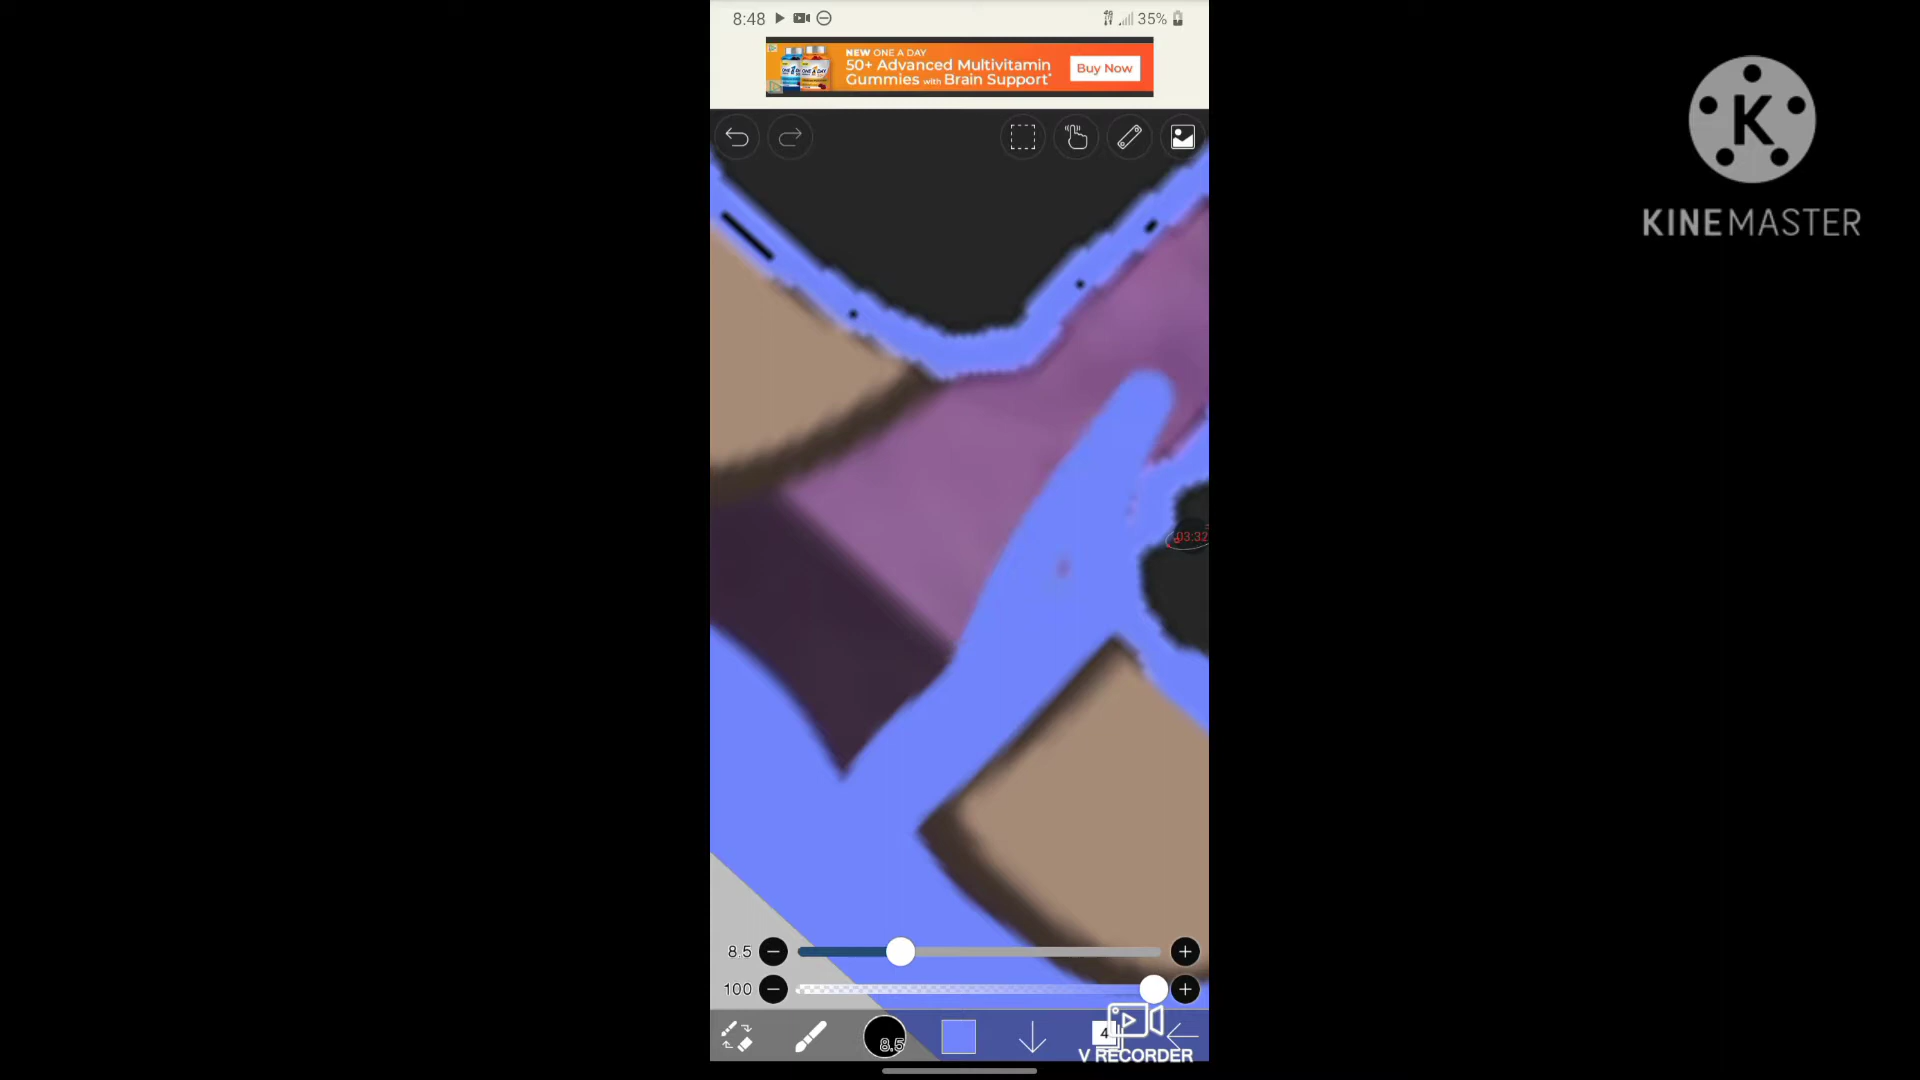 8:48
35%
NEW ONE A DAY
50+ Advanced Multivitamin
Gummies with Brain Support*
Buy Now
K
KINEMASTER
03:32
8.5
100
8.5
4
V RECORDER